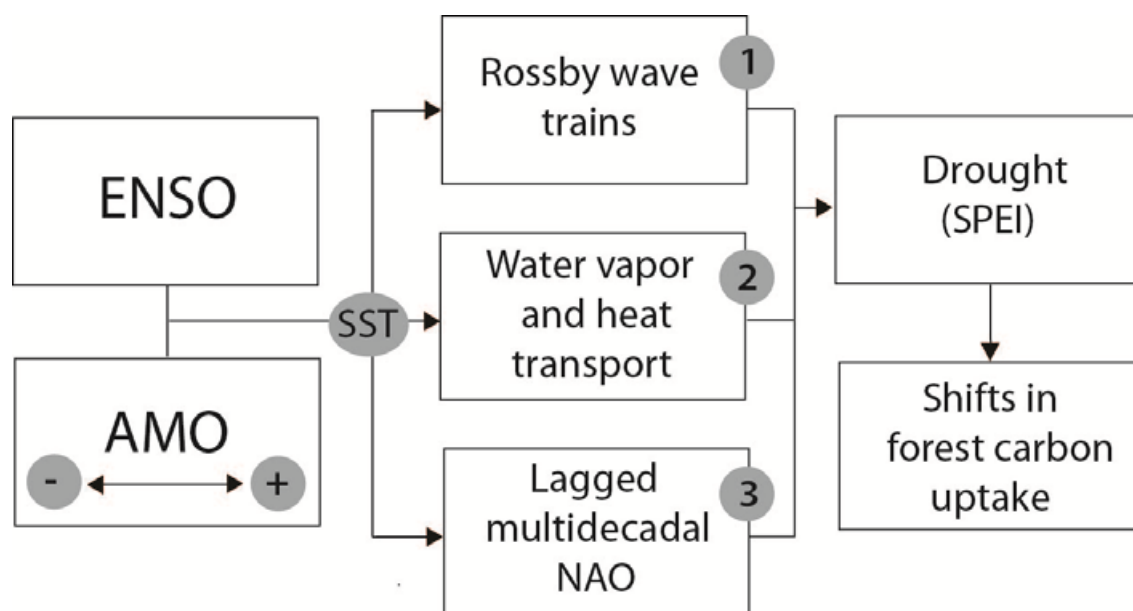 ENSO
AMO
-
+
SST
Rossby wave
trains
1
Water vapor
and heat
transport
2
Lagged
multidecadal
NAO
3
Drought
(SPEI)
Shifts in
forest carbon
uptake